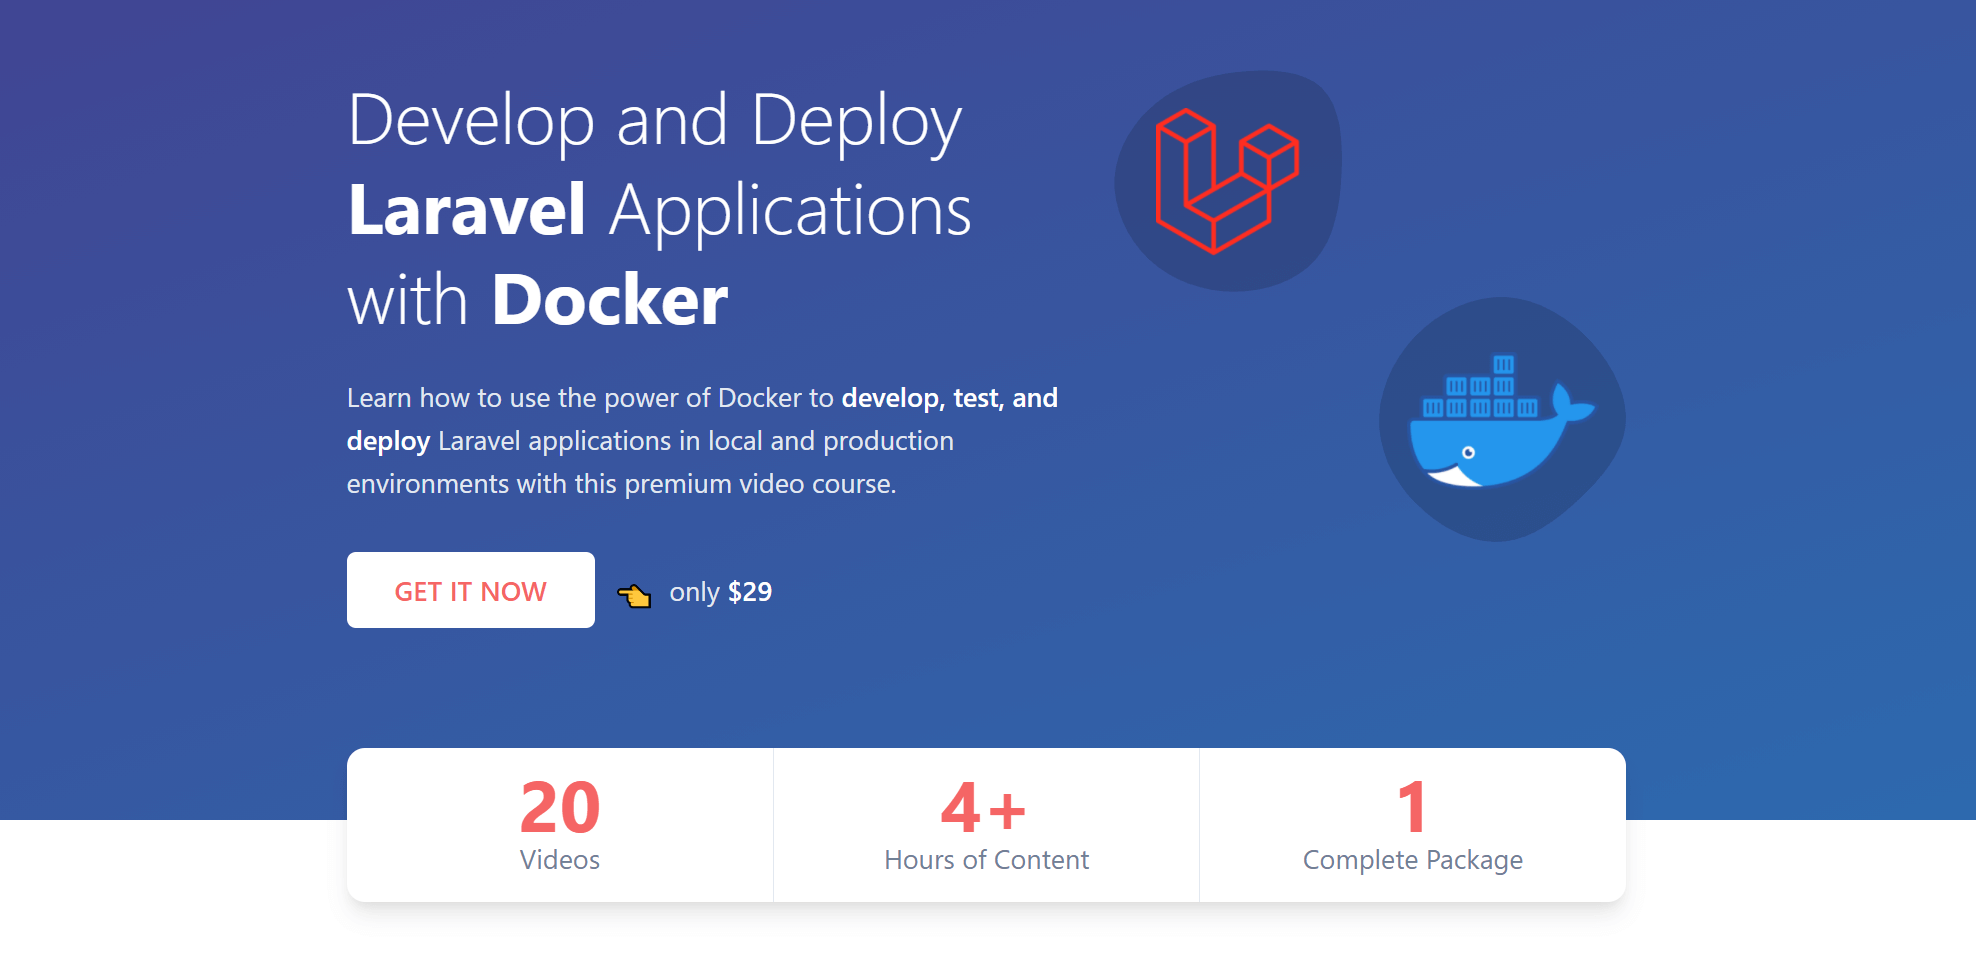 Develop and Deploy
Laravel Applications
with Docker
Learn how to use the power of Docker to develop, test, and
deploy Laravel applications in local and production
environments with this premium video course.
GET IT NOW 👈 only $29
20
Videos
4+
Hours of Content
1
Complete Package